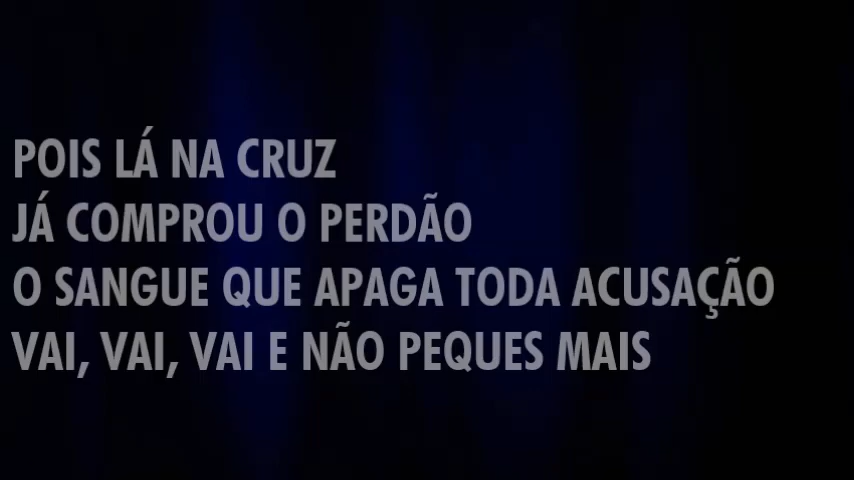 POIS LÁ NA CRUZ
JÁ COMPROU O PERDÃO
O SANGUE QUE APAGA TODA ACUSAÇÃO
VAI, VAI, VAI E NÃO PEQUES MAIS